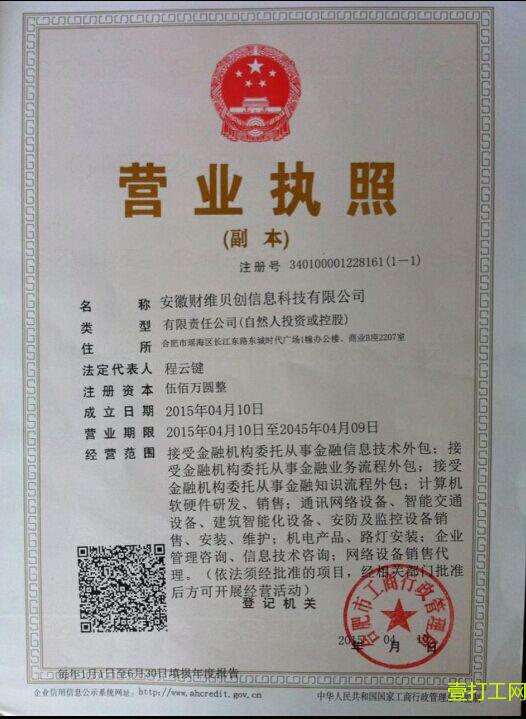 营业执照
(副 本)
注册号 340100001228161(1-1)
名 称 安徽财维贝创信息科技有限公司
类 型 有限责任公司(自然人投资或控股)
住 所 合肥市瑶海区长江东路东城时代广场1幢办公楼、商业B座2207室
法定代表人 程云键
注册资本 伍佰万圆整
成立日期 2015年04月10日
营业期限 2015年04月10日至2045年04月09日
经营范围 接受金融机构委托从事金融信息技术外包；接
受金融机构委托从事金融业务流程外包；接受
金融机构委托从事金融知识流程外包；计算机
软硬件研发、销售；通讯网络设备、智能交通
设备、建筑智能化设备、安防及监控设备销
售、安装、维护；机电产品、路灯安装；企业
管理咨询、信息技术咨询；网络设备销售代
理。（依法须经批准的项目，经相关部门批准
后方可开展经营活动）
登记机关
合肥市工商行政管理局
2015 04 10
年 月 日
每年1月1日至6月30日填报年度报告
企业信用信息公示系统网址：http://www.ahcredit.gov.cn
中华人民共和国国家工商行政管理总局监制
壹打工网